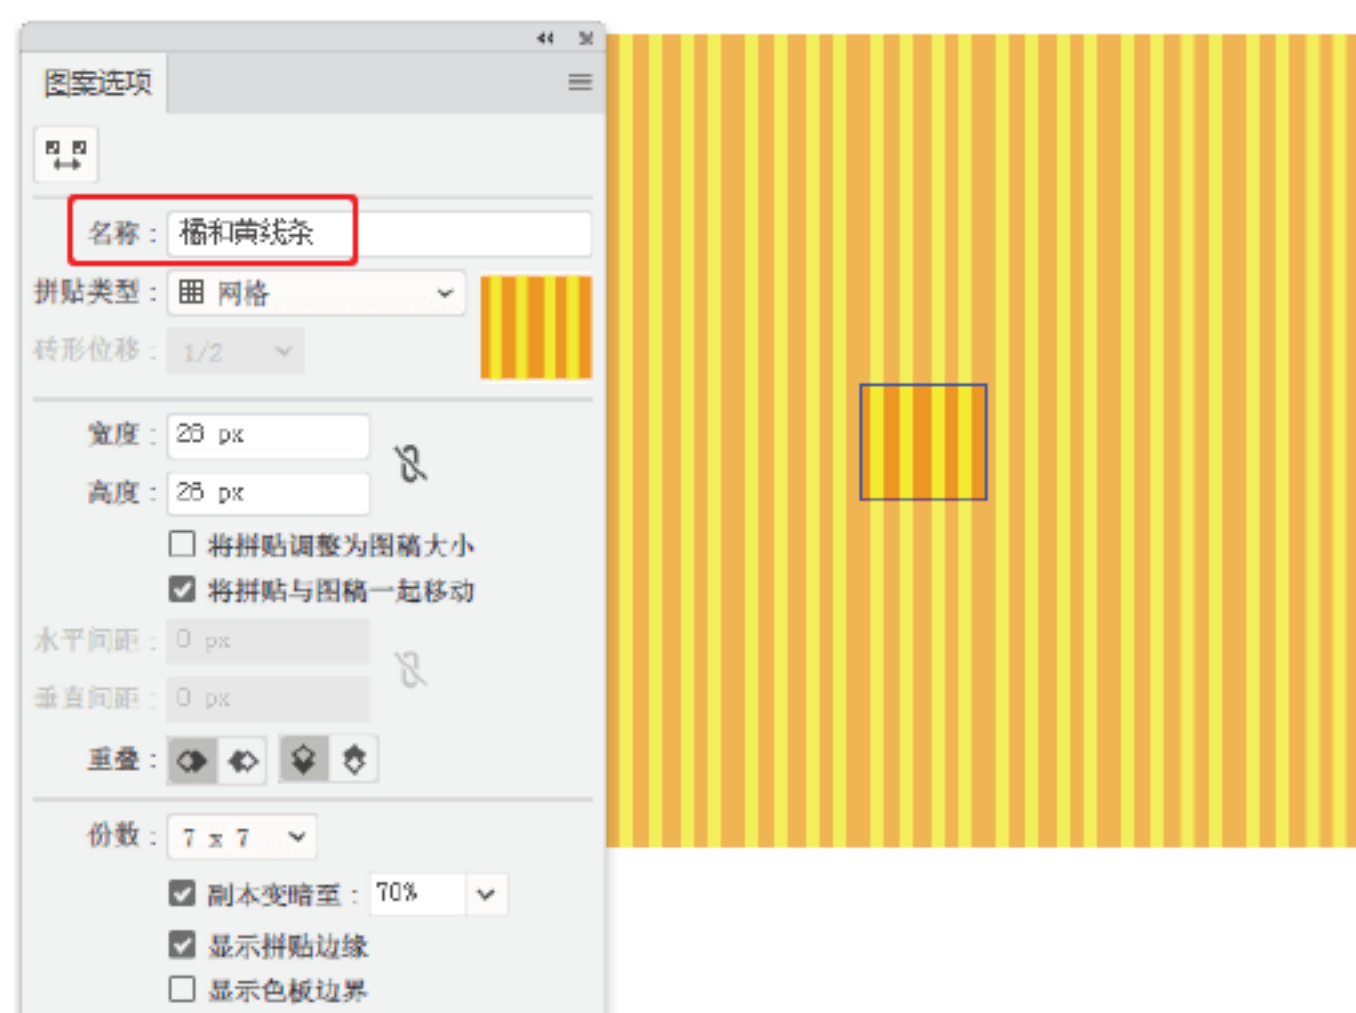 图案选项
名称：橘和黄线条
拼贴类型：网格
砖形位移：1/2
宽度：28 px
高度：26 px
将拼贴调整为图稿大小
将拼贴与图稿一起移动
水平间距：0 px
垂直间距：0 px
重叠：
份数：7 x 7
副本变暗至：70%
显示拼贴边缘
显示色板边界